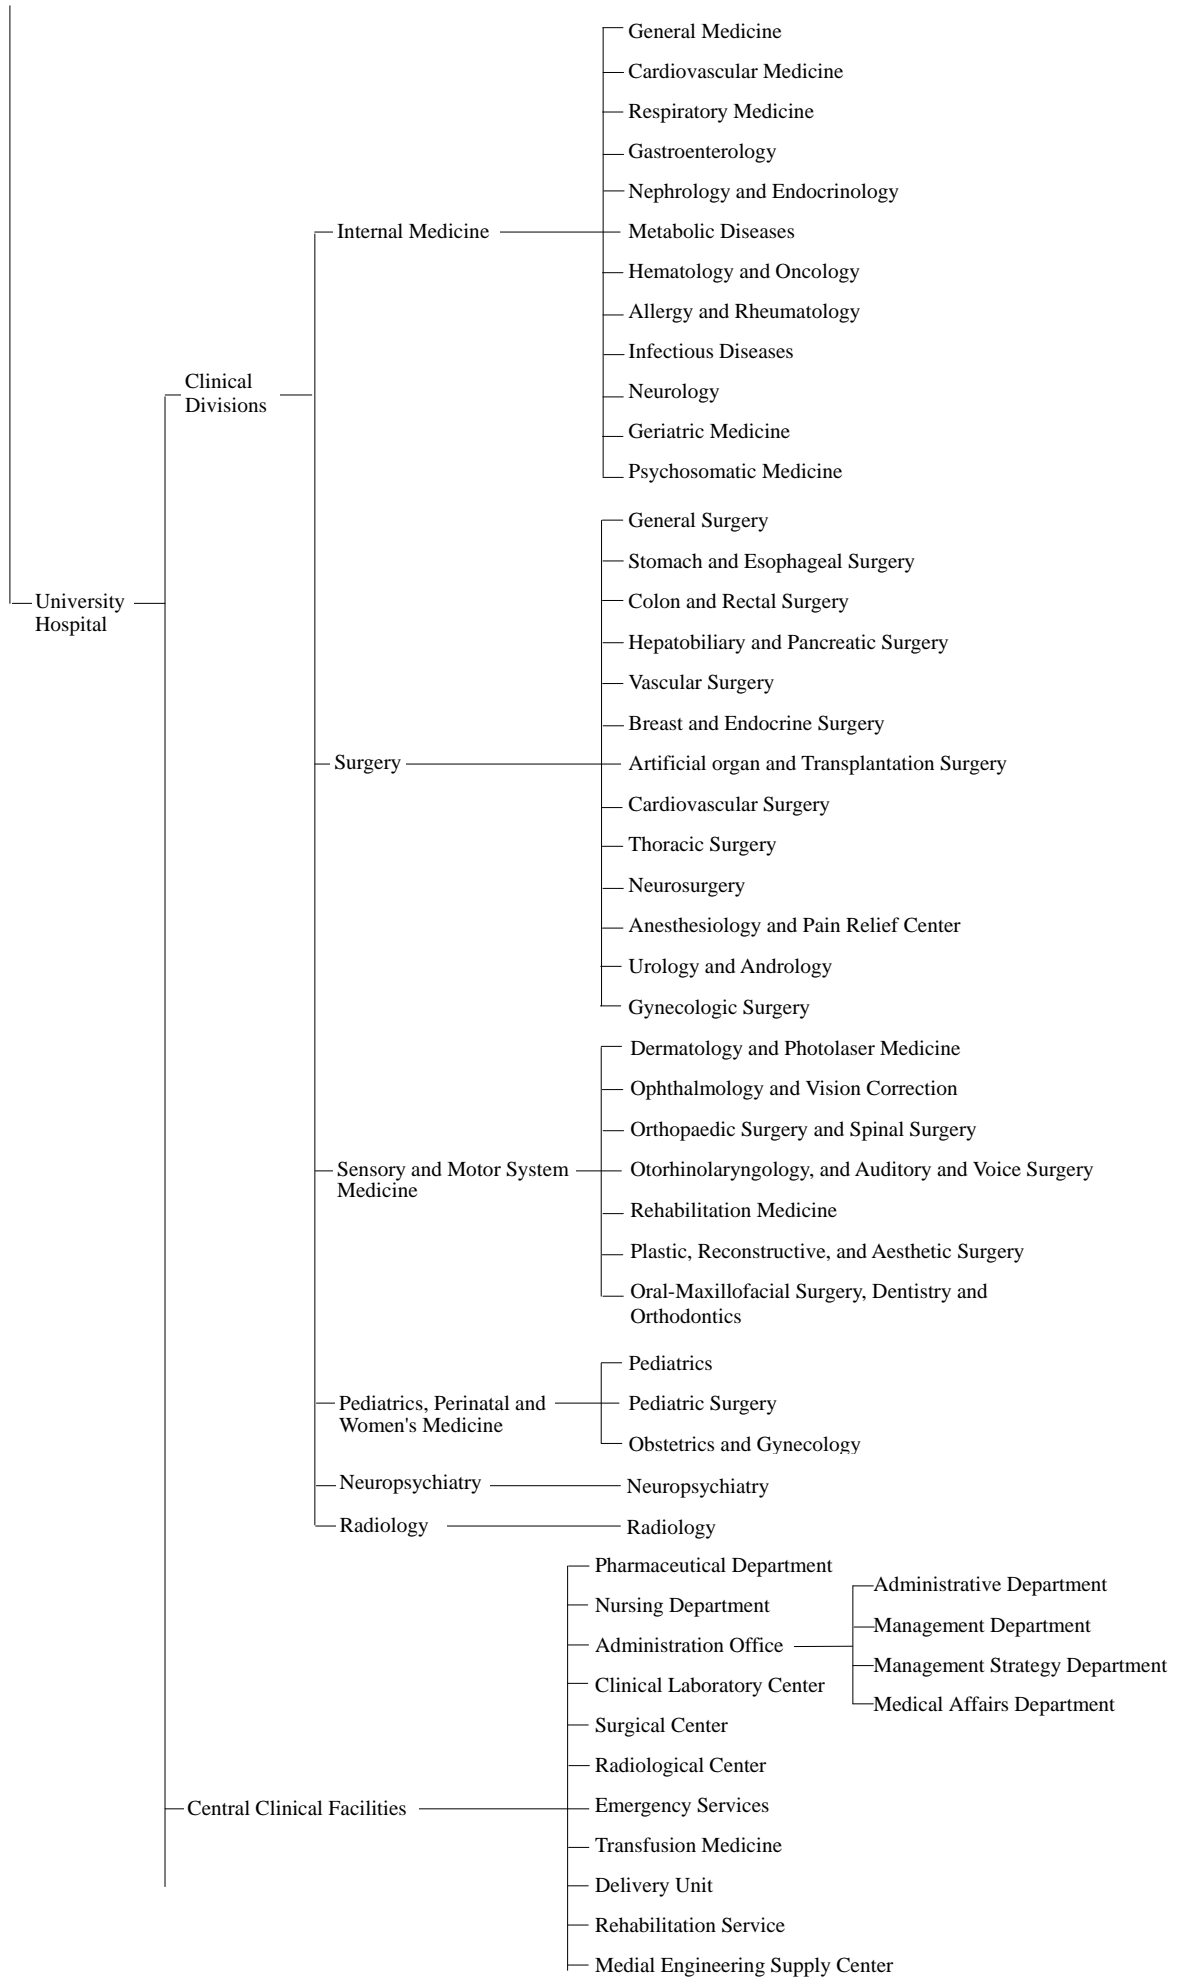 General Medicine
Cardiovascular Medicine
Respiratory Medicine
Gastroenterology
Nephrology and Endocrinology
Internal Medicine
Metabolic Diseases
Hematology and Oncology
Allergy and Rheumatology
Infectious Diseases
Clinical
Divisions
Neurology
Geriatric Medicine
Psychosomatic Medicine
General Surgery
Stomach and Esophageal Surgery
University
Hospital
Colon and Rectal Surgery
Hepatobiliary and Pancreatic Surgery
Vascular Surgery
Breast and Endocrine Surgery
Surgery
Artificial organ and Transplantation Surgery
Cardiovascular Surgery
Thoracic Surgery
Neurosurgery
Anesthesiology and Pain Relief Center
Urology and Andrology
Gynecologic Surgery
Dermatology and Photolaser Medicine
Ophthalmology and Vision Correction
Orthopaedic Surgery and Spinal Surgery
Sensory and Motor System
Medicine
Otorhinolaryngology, and Auditory and Voice Surgery
Rehabilitation Medicine
Plastic, Reconstructive, and Aesthetic Surgery
Oral-Maxillofacial Surgery, Dentistry and
Orthodontics
Pediatrics
Pediatrics, Perinatal and
Women's Medicine
Pediatric Surgery
Obstetrics and Gynecology
Neuropsychiatry
Neuropsychiatry
Radiology
Radiology
Pharmaceutical Department
Nursing Department
Administration Office
Administrative Department
Management Department
Management Strategy Department
Medical Affairs Department
Clinical Laboratory Center
Surgical Center
Radiological Center
Central Clinical Facilities
Emergency Services
Transfusion Medicine
Delivery Unit
Rehabilitation Service
Medial Engineering Supply Center